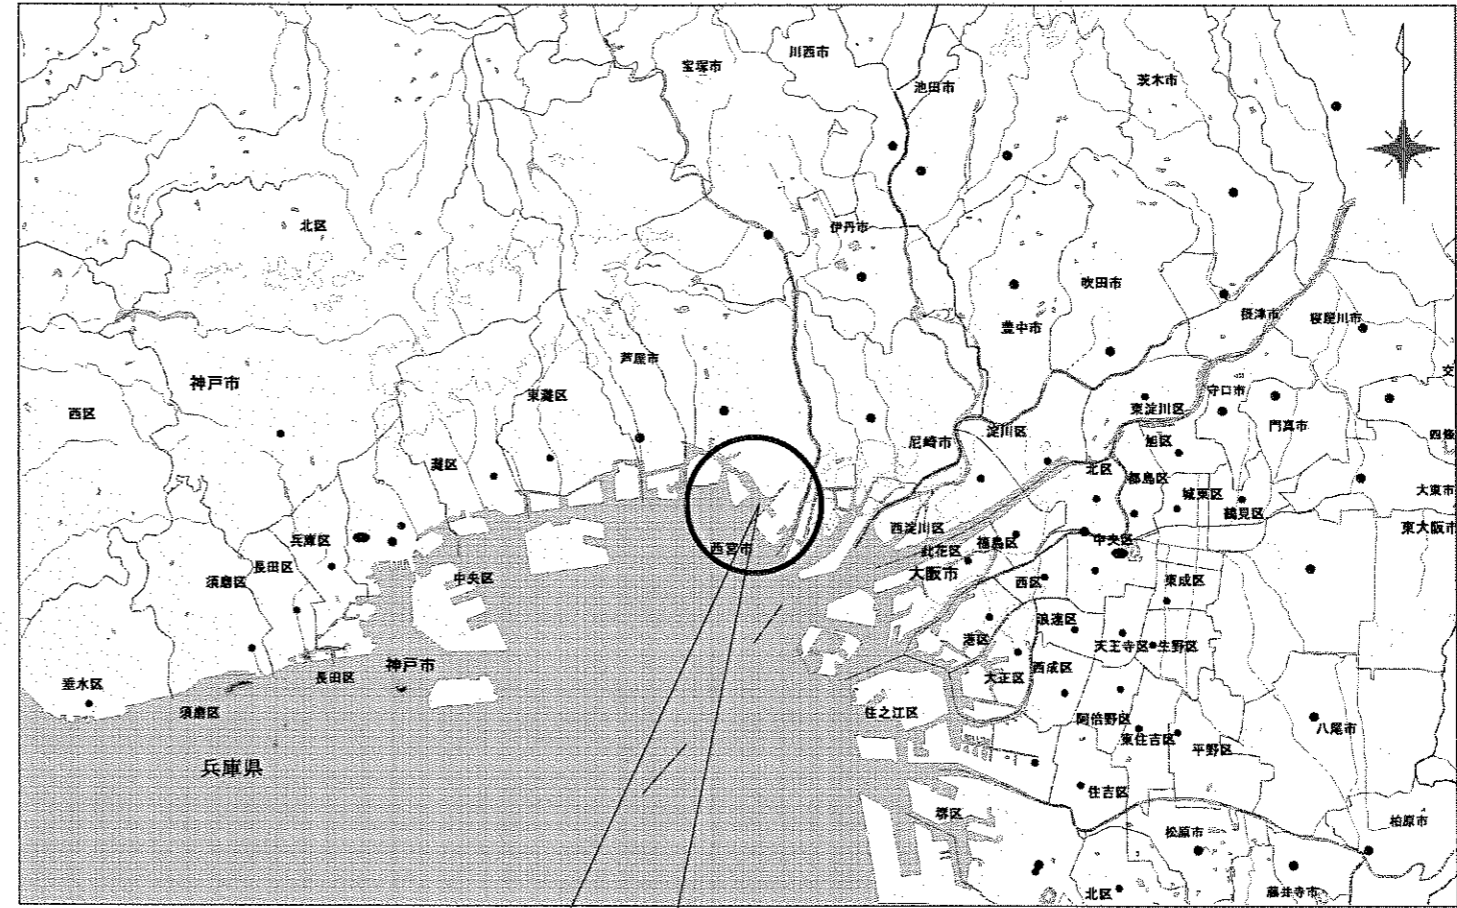 川西市
宝塚市
池田市
茨木市
北区
伊丹市
吹田市
摂津市
寝屋川市
豊中市
芦屋市
神戸市
東灘区
西区
交
守口市
東淀川区
門真市
淀川区
尼崎市
旭区
四條
灘区
北区
都島区
城東区
大東市
鶴見区
西淀川区
東大阪市
兵庫区
福島区
中央区
西宮市
此花区
長田区
大阪市
中央区
須磨区
西区
東成区
浪速区
港区
天王寺区
生野区
神戸市
西成区
長田区
大正区
垂水区
須磨区
住之江区
阿倍野区
八尾市
東住吉区
平野区
兵庫県
住吉区
堺区
柏原市
松原市
北区
藤井寺市